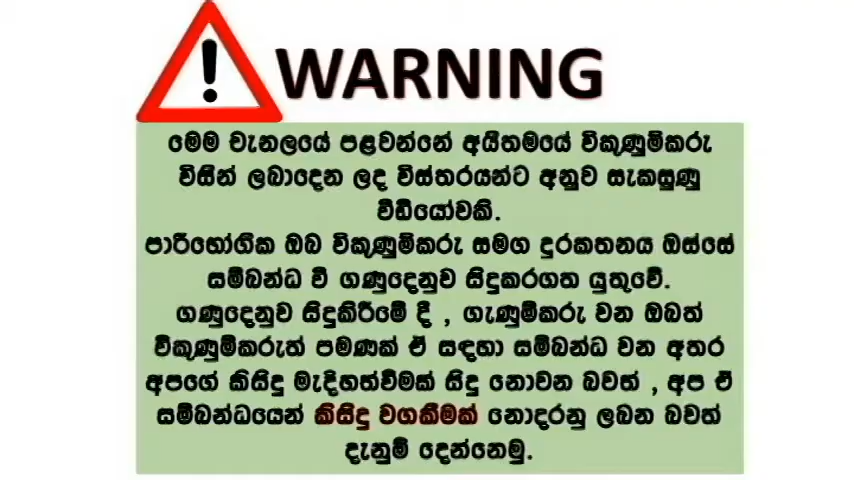 WARNING
මෙම චැනලයේ පළවන්නේ අයිතමයේ විකුණුම්කරු
විසින් ලබාදෙන ලද විස්තරයන්ට අනුව සැකසුණු
වීඩියෝවකි.
පාරිභෝගික ඔබ විකුණුම්කරු සමග දුරකතනය ඔස්සේ
සම්බන්ධ වී ගණුදෙනුව සිදුකරගත යුතුවේ.
ගණුදෙනුව සිදුකිරීමේ දී , ගැණුම්කරු වන ඔබත්
විකුණුම්කරුත් පමණක් ඒ සඳහා සම්බන්ධ වන අතර
අපගේ කිසිදු මැදිහත්වීමක් සිදු නොවන බවත් , අප ඒ
සම්බන්ධයෙන් කිසිදු වගකීමක් නොදරනු ලබන බවත්
දැනුම් දෙන්නෙමු.